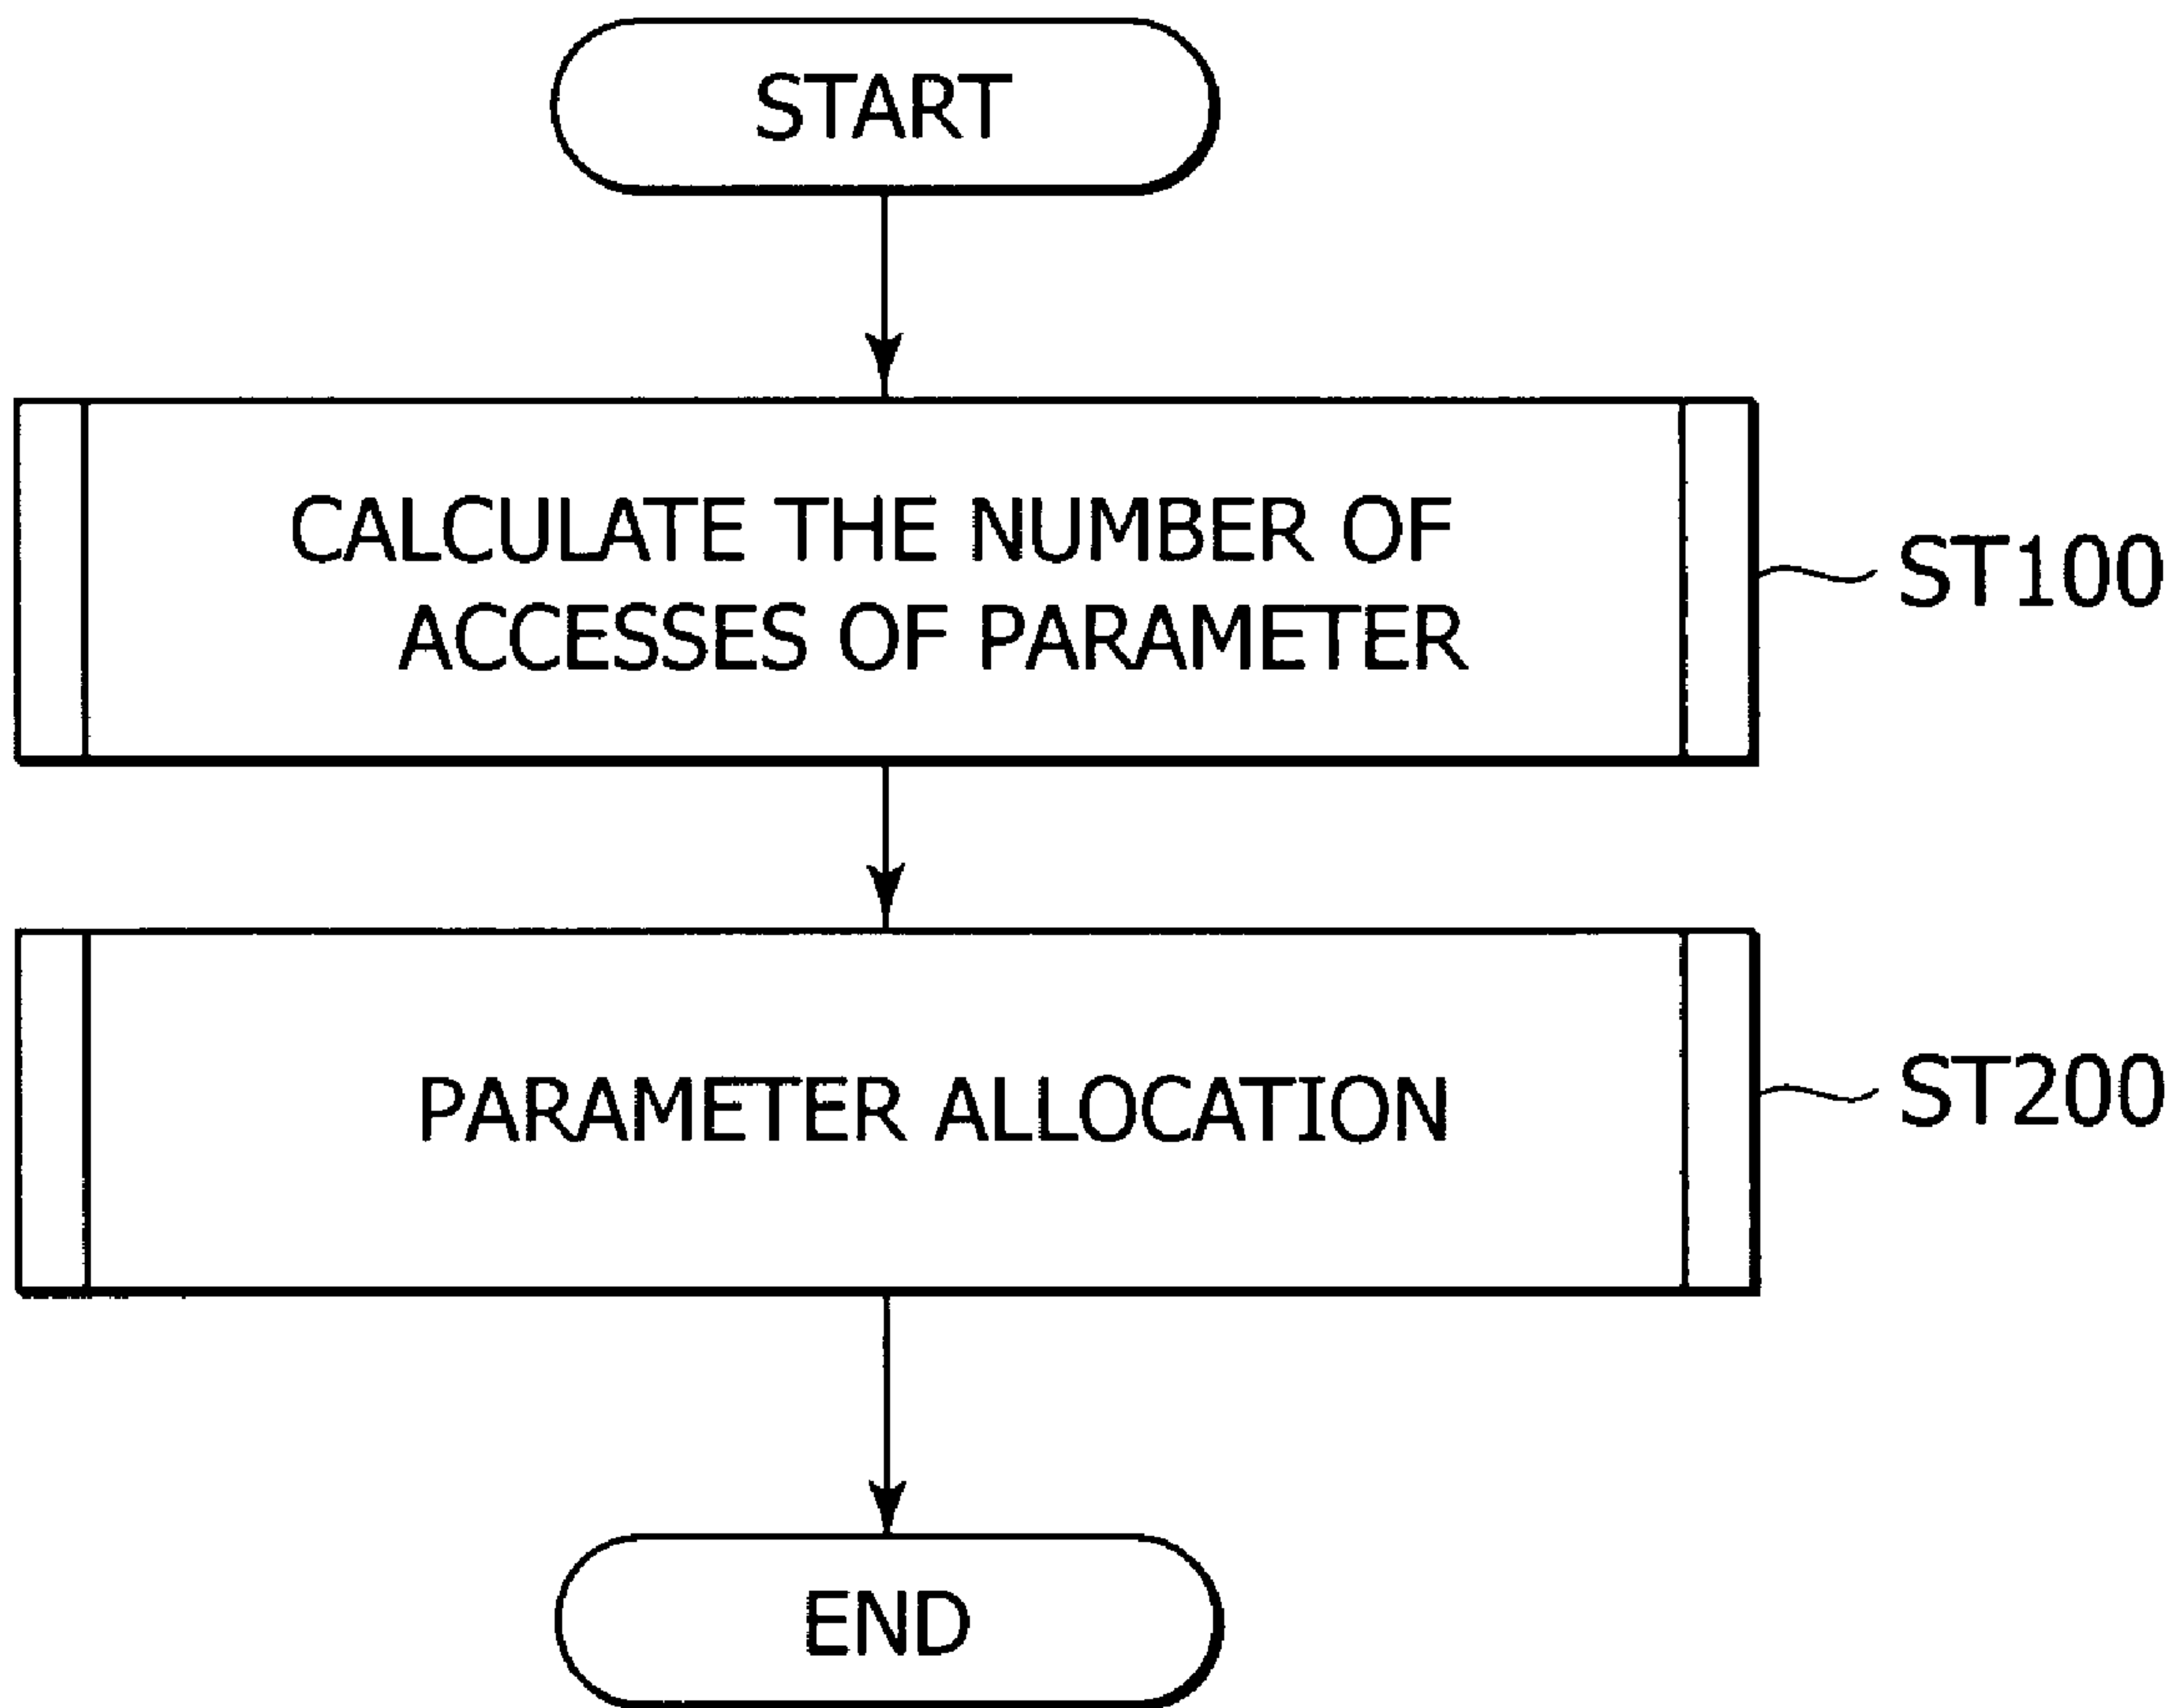 START
CALCULATE THE NUMBER OF
ACCESSES OF PARAMETER
ST100
PARAMETER ALLOCATION
ST200
END